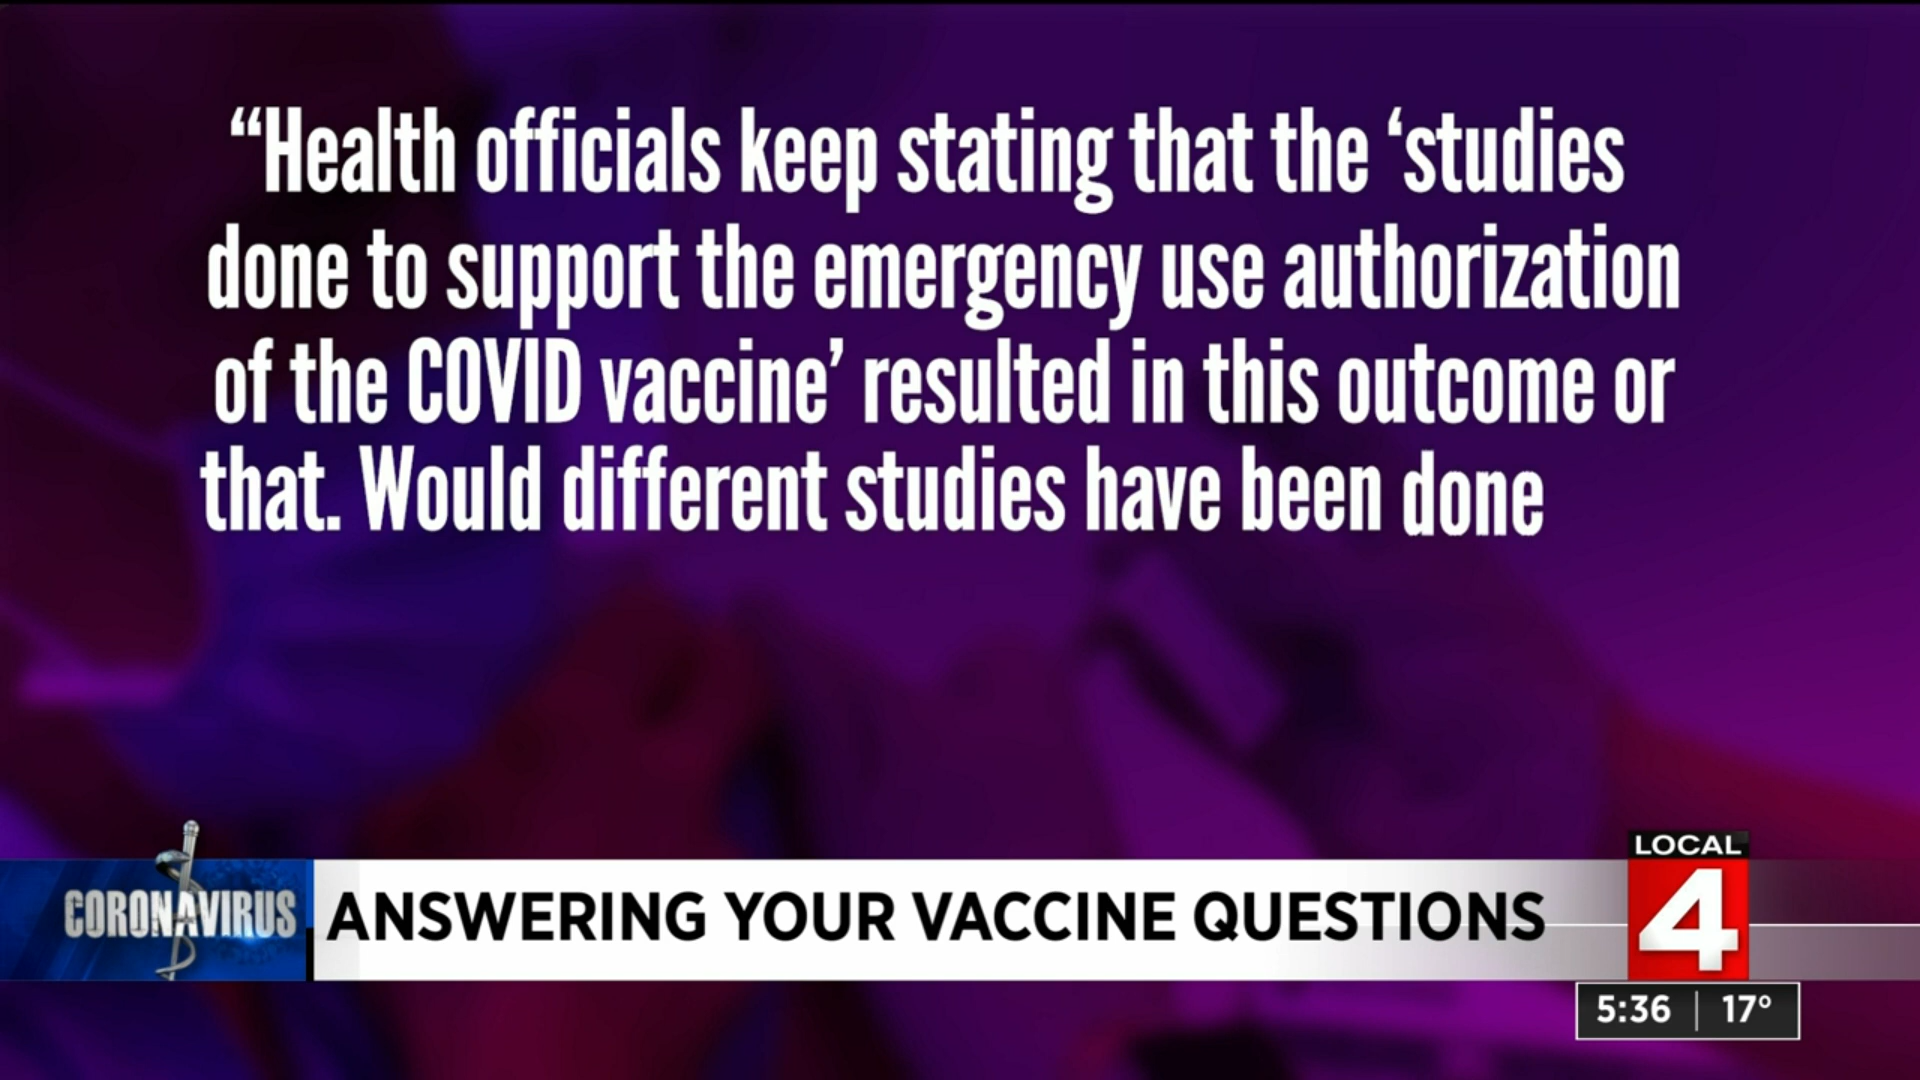 “Health officials keep stating that the ‘studies
done to support the emergency use authorization
of the COVID vaccine’ resulted in this outcome or
that. Would different studies have been done
LOCAL
4
CORONAVIRUS
ANSWERING YOUR VACCINE QUESTIONS
5:36 | 17°